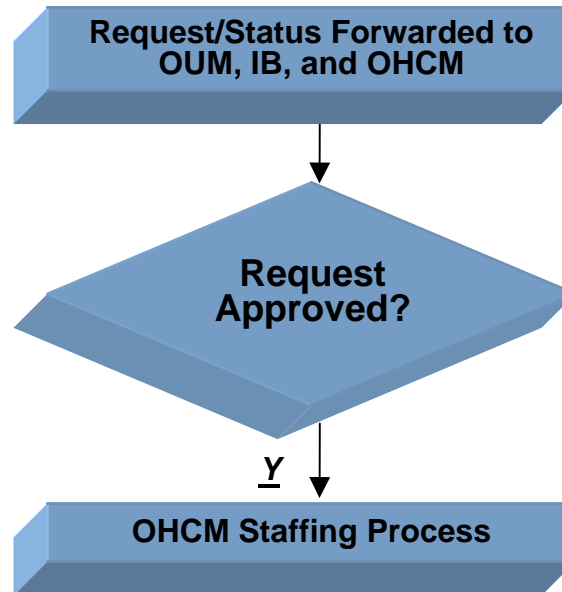 Request/Status Forwarded to
OUM, IB, and OHCM
Request
Approved?
Y
OHCM Staffing Process